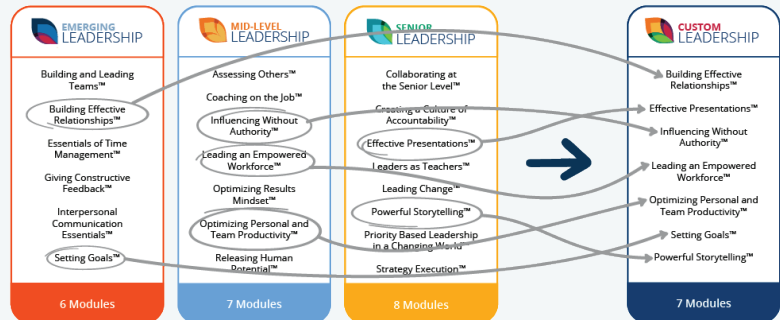 EMERGING
LEADERSHIP
Building and Leading
Teams™
Building Effective
Relationships™
Essentials of Time
Management™
Giving Constructive
Feedback™
Interpersonal
Communication
Essentials™
Setting Goals™
6 Modules
MID-LEVEL
LEADERSHIP
Assessing Others™
Coaching on the Job™
Influencing Without
Authority™
Leading an Empowered
Workforce™
Optimizing Results
Mindset™
Optimizing Personal and
Team Productivity™
Releasing Human
Potential™
7 Modules
SENIOR
LEADERSHIP
Collaborating at
the Senior Level™
Creating a Culture of
Accountability™
Effective Presentations™
Leaders as Teachers™
Leading Change™
Powerful Storytelling™
Priority Based Leadership
in a Changing World™
Strategy Execution™
8 Modules
CUSTOM
LEADERSHIP
Building Effective
Relationships™
Effective Presentations™
Influencing Without
Authority™
Leading an Empowered
Workforce™
Optimizing Personal and
Team Productivity™
Setting Goals™
Powerful Storytelling™
7 Modules